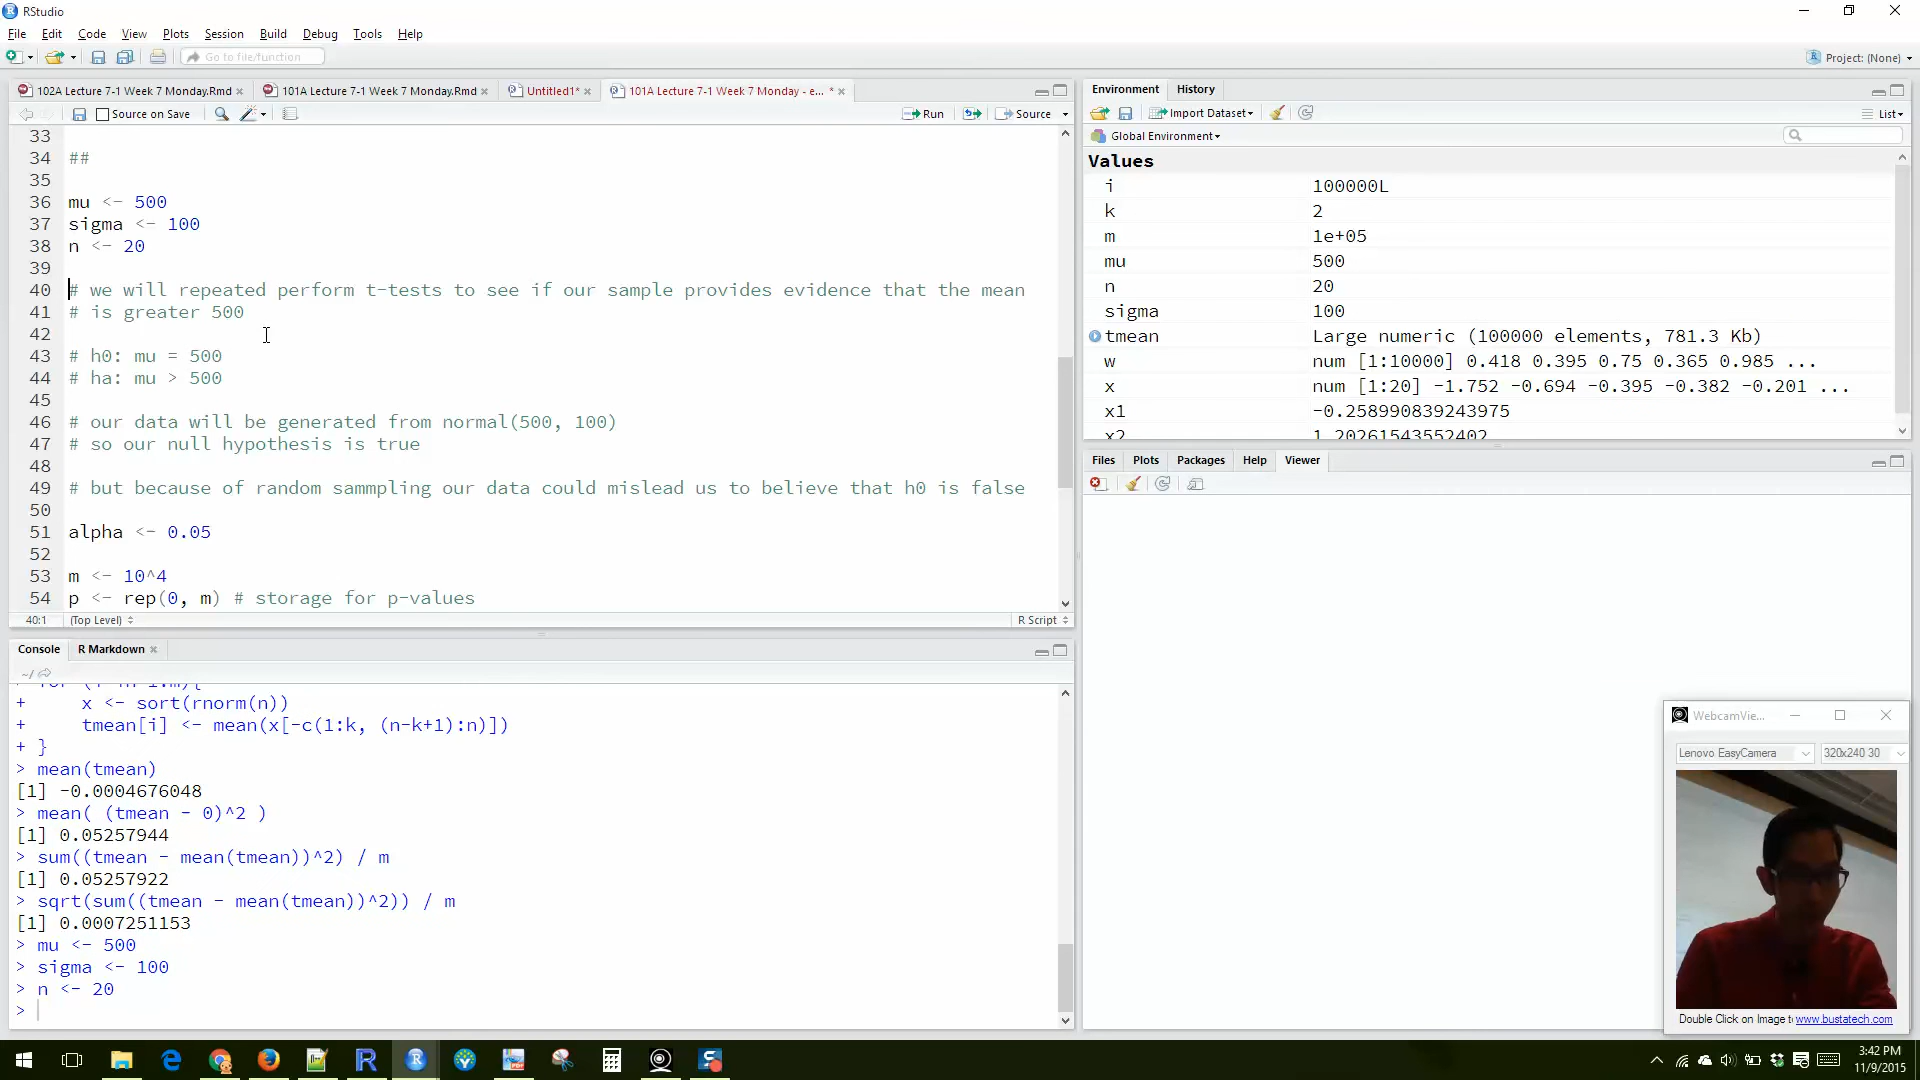 RStudio
File Edit Code View Plots Session Build Debug Tools Help
Go to file/function
Project: (None)
102A Lecture 7-1 Week 7 Monday.Rmd
101A Lecture 7-1 Week 7 Monday.Rmd
Untitled1*
101A Lecture 7-1 Week 7 Monday - e... *
Source on Save
Run
Source
33
34 ##
35
36 mu <- 500
37 sigma <- 100
38 n <- 20
39
40 # we will repeated perform t-tests to see if our sample provides evidence that the mean
41 # is greater 500
42
43 # h0: mu = 500
44 # ha: mu > 500
45
46 # our data will be generated from normal(500, 100)
47 # so our null hypothesis is true
48
49 # but because of random sammpling our data could mislead us to believe that h0 is false
50
51 alpha <- 0.05
52
53 m <- 10^4
54 p <- rep(0, m) # storage for p-values
40:1 (Top Level) R Script
Console R Markdown
~/
+ x <- sort(rnorm(n))
+ tmean[i] <- mean(x[-c(1:k, (n-k+1):n)])
+ }
> mean(tmean)
[1] -0.0004676048
> mean( (tmean - 0)^2 )
[1] 0.05257944
> sum((tmean - mean(tmean))^2) / m
[1] 0.05257922
> sqrt(sum((tmean - mean(tmean))^2)) / m
[1] 0.0007251153
> mu <- 500
> sigma <- 100
> n <- 20
>
Environment History
Import Dataset
List
Global Environment
Values
i 100000L
k 2
m 1e+05
mu 500
n 20
sigma 100
tmean Large numeric (100000 elements, 781.3 Kb)
w num [1:10000] 0.418 0.395 0.75 0.365 0.985 ...
x num [1:20] -1.752 -0.694 -0.395 -0.382 -0.201 ...
x1 -0.258990839243975
x2 1.20261543552402
Files Plots Packages Help Viewer
WebcamVie...
Lenovo EasyCamera 320x240 30
Double Click on Image t www.bustatech.com
3:42 PM
11/9/2015